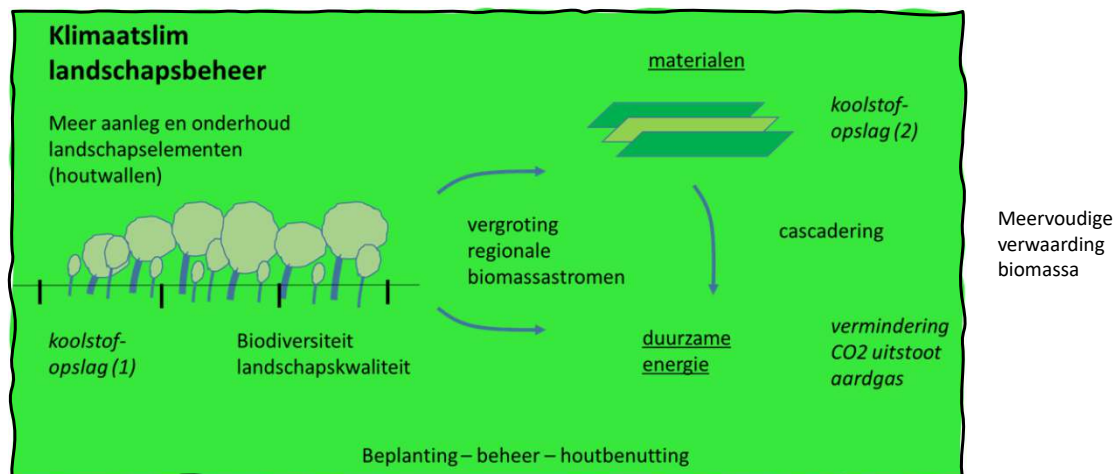 Klimaatslim
landschapsbeheer
Meer aanleg en onderhoud
landschapselementen
(houtwallen)
koolstof-
opslag (1)
Biodiversiteit
landschapskwaliteit
vergroting
regionale
biomassastromen
materialen
koolstof-
opslag (2)
cascadering
duurzame
energie
vermindering
CO2 uitstoot
aardgas
Beplanting – beheer – houtbenutting
Meervoudige
verwaarding
biomassa